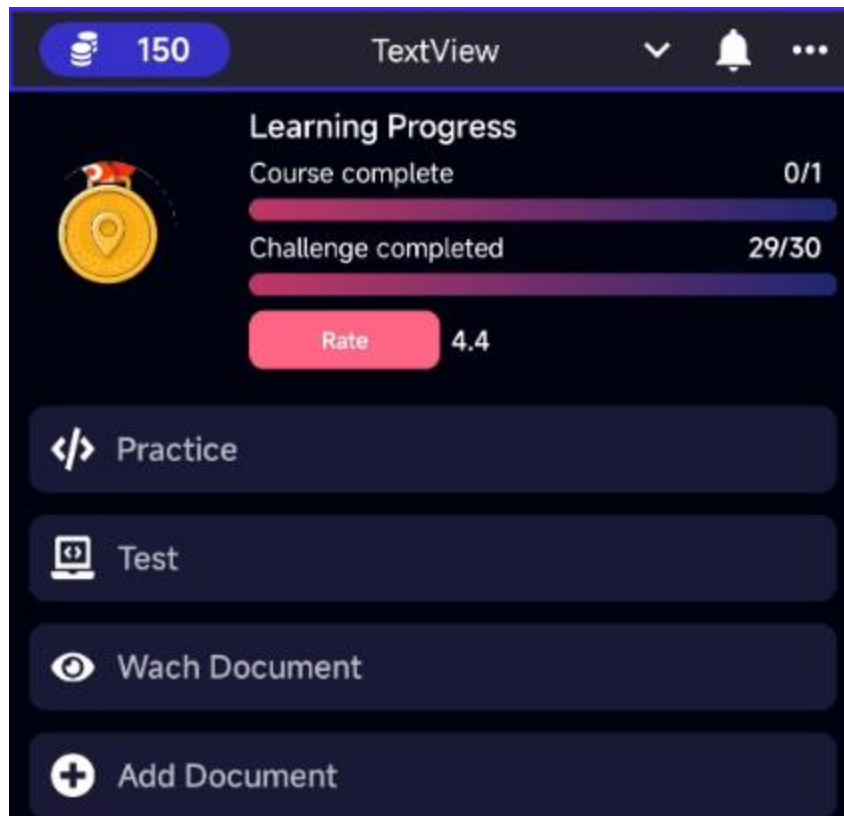 150 TextView
Learning Progress
Course complete 0/1
Challenge completed 29/30
Rate 4.4
Practice
Test
Wach Document
Add Document